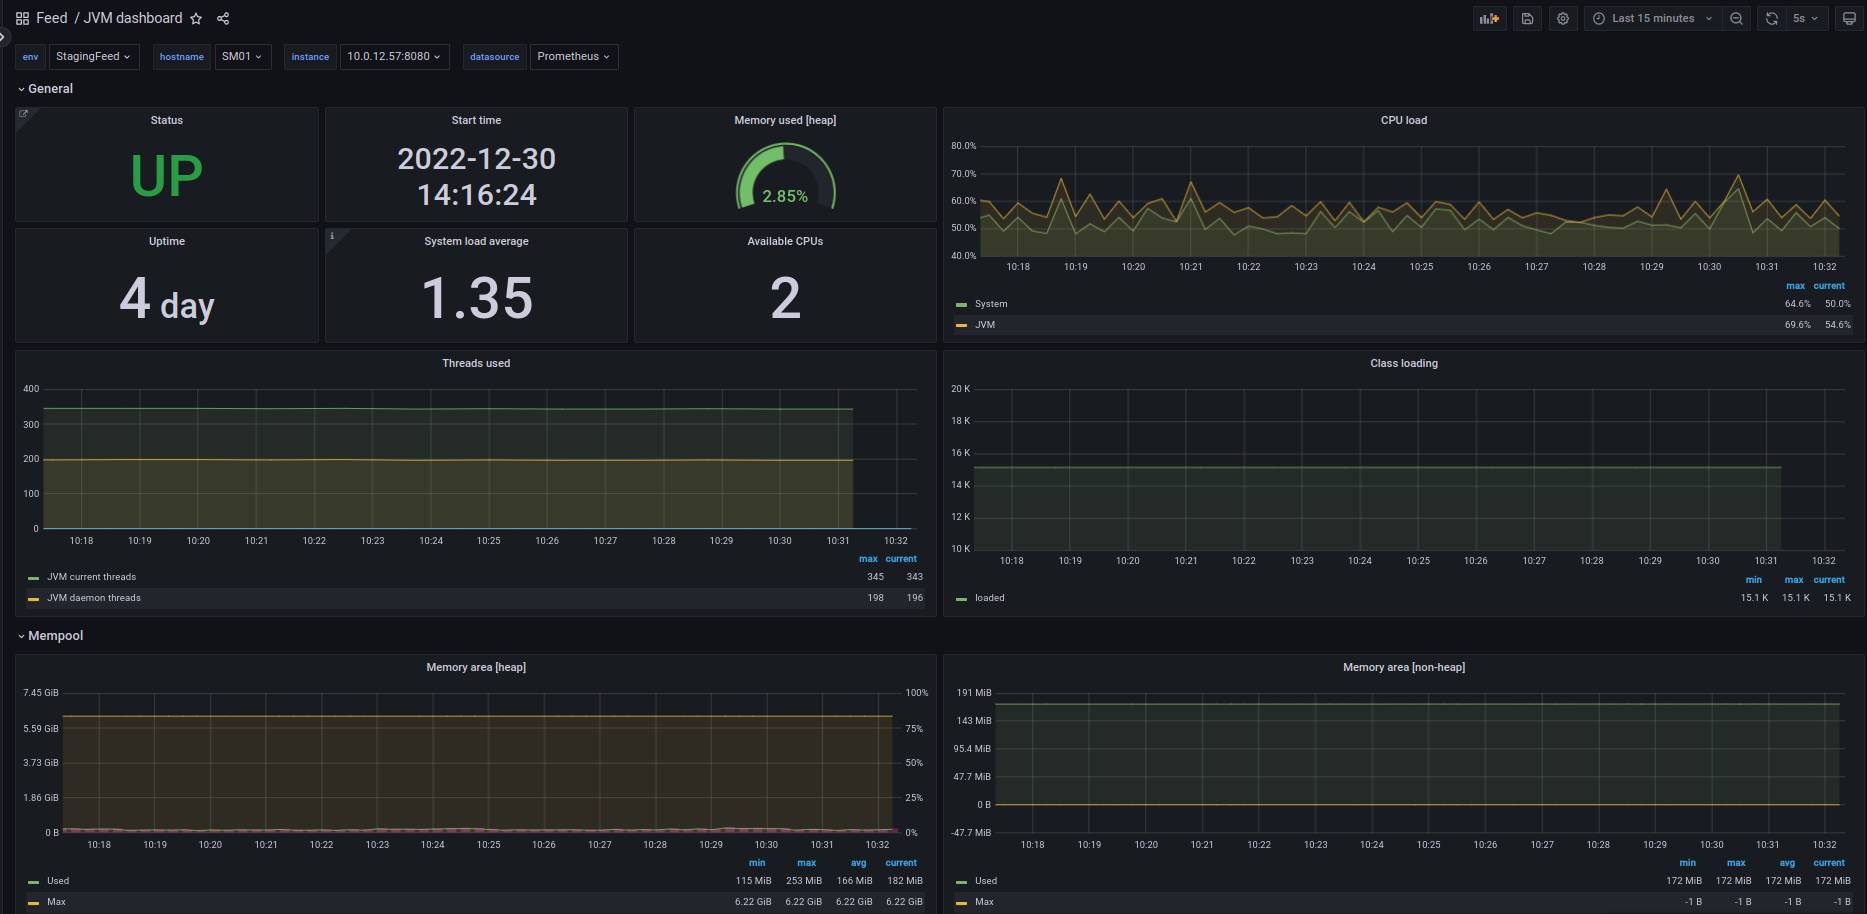 Feed / JVM dashboard
Last 15 minutes 5s
env StagingFeed hostname SM01 instance 10.0.12.57:8080 datasource Prometheus
General
Status
UP
Start time
2022-12-30
14:16:24
Memory used [heap]
2.85%
Uptime
4 day
System load average
1.35
Available CPUs
2
CPU load
80.0%
70.0%
60.0%
50.0%
40.0%
10:18 10:19 10:20 10:21 10:22 10:23 10:24 10:25 10:26 10:27 10:28 10:29 10:30 10:31 10:32
max current
System 64.6% 50.0%
JVM 69.6% 54.6%
Threads used
400
300
200
100
0
10:18 10:19 10:20 10:21 10:22 10:23 10:24 10:25 10:26 10:27 10:28 10:29 10:30 10:31 10:32
max current
JVM current threads 345 343
JVM daemon threads 198 196
Class loading
20 K
18 K
16 K
14 K
12 K
10 K
10:18 10:19 10:20 10:21 10:22 10:23 10:24 10:25 10:26 10:27 10:28 10:29 10:30 10:31 10:32
min max current
loaded 15.1 K 15.1 K 15.1 K
Mempool
Memory area [heap]
7.45 GiB 100%
5.59 GiB 75%
3.73 GiB 50%
1.86 GiB 25%
0 B 0%
10:18 10:19 10:20 10:21 10:22 10:23 10:24 10:25 10:26 10:27 10:28 10:29 10:30 10:31 10:32
min max avg current
Used 115 MiB 253 MiB 166 MiB 182 MiB
Max 6.22 GiB 6.22 GiB 6.22 GiB 6.22 GiB
Memory area [non-heap]
191 MiB
143 MiB
95.4 MiB
47.7 MiB
0 B
-47.7 MiB
10:18 10:19 10:20 10:21 10:22 10:23 10:24 10:25 10:26 10:27 10:28 10:29 10:30 10:31 10:32
min max avg current
Used 172 MiB 172 MiB 172 MiB 172 MiB
Max -1 B -1 B -1 B -1 B